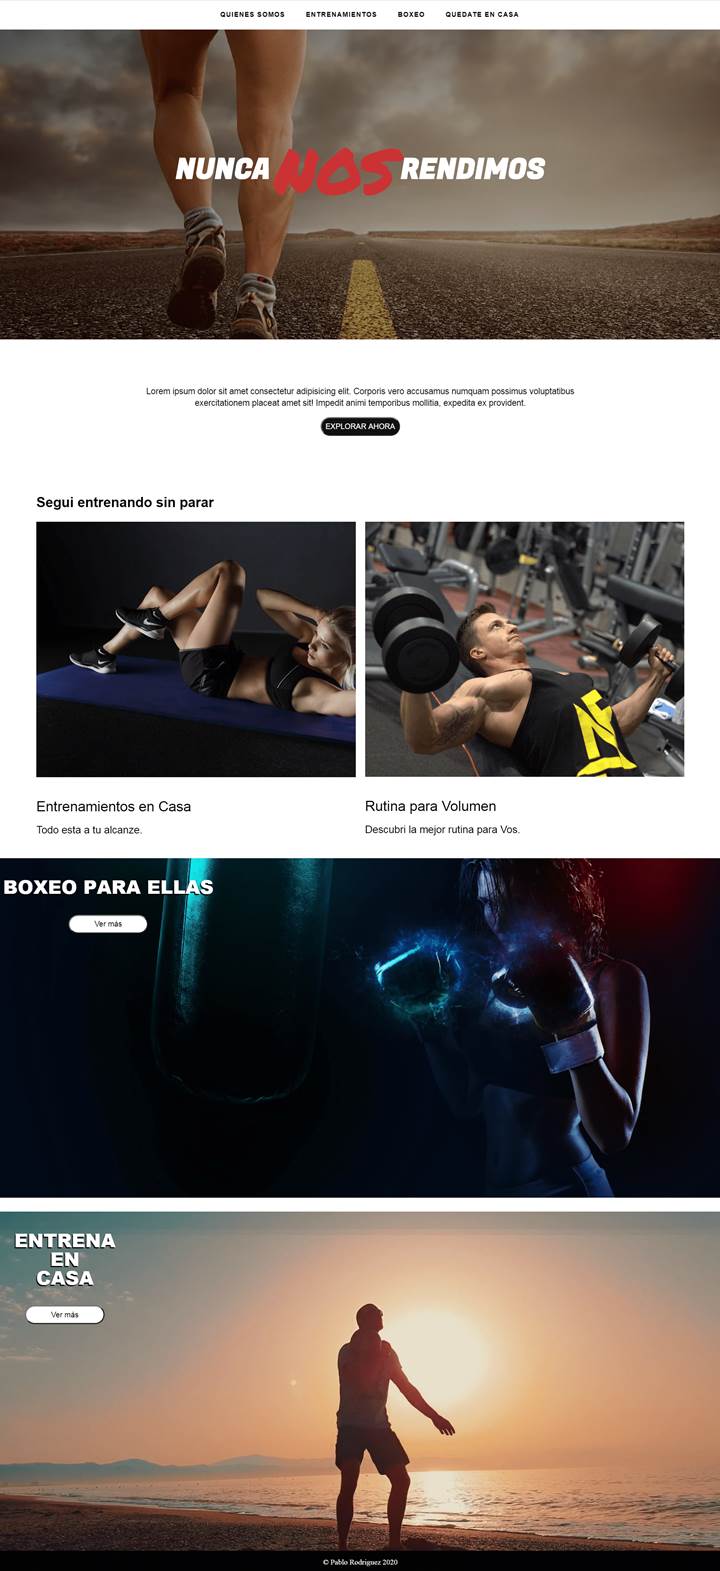 QUIENES SOMOS ENTRENAMIENTOS BOXEO QUEDATE EN CASA
NUNCA NOS RENDIMOS
Lorem ipsum dolor sit amet consectetur adipisicing elit. Corporis vero accusamus numquam possimus voluptatibus
exercitationem placeat amet sit! Impedit animi temporibus mollitia, expedita ex provident.
EXPLORAR AHORA
Segui entrenando sin parar
Entrenamientos en Casa
Todo esta a tu alcanze.
Rutina para Volumen
Descubri la mejor rutina para Vos.
BOXEO PARA ELLAS
Ver más
ENTRENA
EN
CASA
Ver más
© Pablo Rodriguez 2020